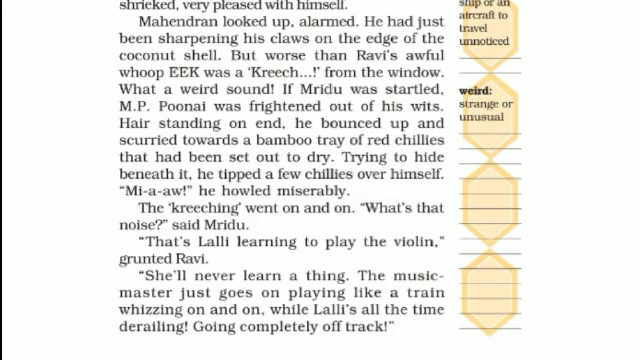 shrieked, very pleased with himself.
Mahendran looked up, alarmed. He had just
been sharpening his claws on the edge of the
coconut shell. But worse than Ravi's awful
whoop EEK was a ‘Kreech...!’ from the window.
What a weird sound! If Mridu was startled,
M.P. Poonai was frightened out of his wits.
Hair standing on end, he bounced up and
scurried towards a bamboo tray of red chillies
that had been set out to dry. Trying to hide
beneath it, he tipped a few chillies over himself.
“Mi-a-aw!” he howled miserably.
The ‘kreeching’ went on and on. “What's that
noise?” said Mridu.
“That's Lalli learning to play the violin,”
grunted Ravi.
“She'll never learn a thing. The music-
master just goes on playing like a train
whizzing on and on, while Lalli's all the time
derailing! Going completely off track!”
ship or an
aircraft to
travel
unnoticed
weird:
strange or
unusual